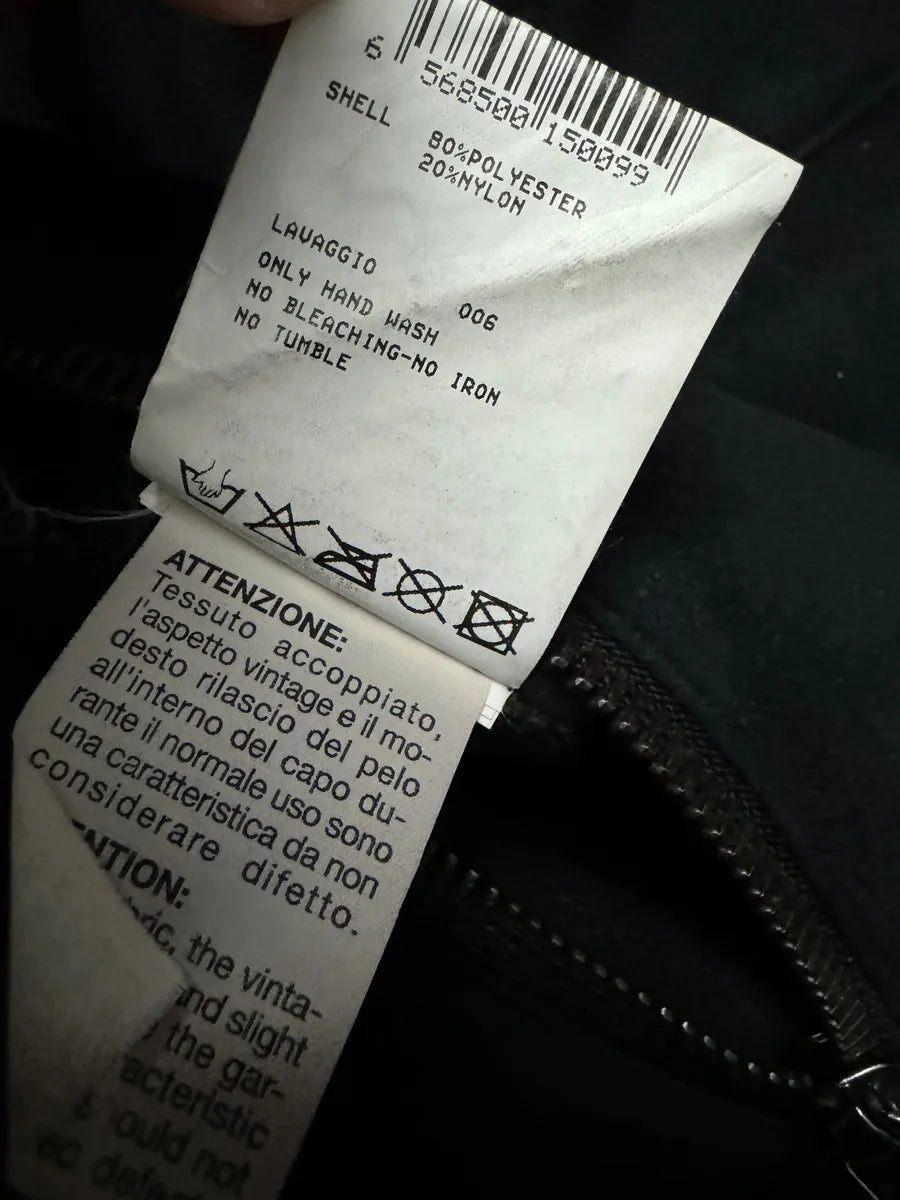 6 568500 150099
SHELL
80%POLYESTER
20%NYLON
LAVAGGIO 006
ONLY HAND WASH
NO BLEACHING-NO IRON
NO TUMBLE
ATTENZIONE:
Tessuto accoppiato,
l'aspetto vintage e il mo-
desto rilascio del pelo
all'interno del capo du-
rante il normale uso sono
una caratteristica da non
considerare difetto.
NTION:
ric, the vinta-
nd slight
the gar-
acteristic
ould not